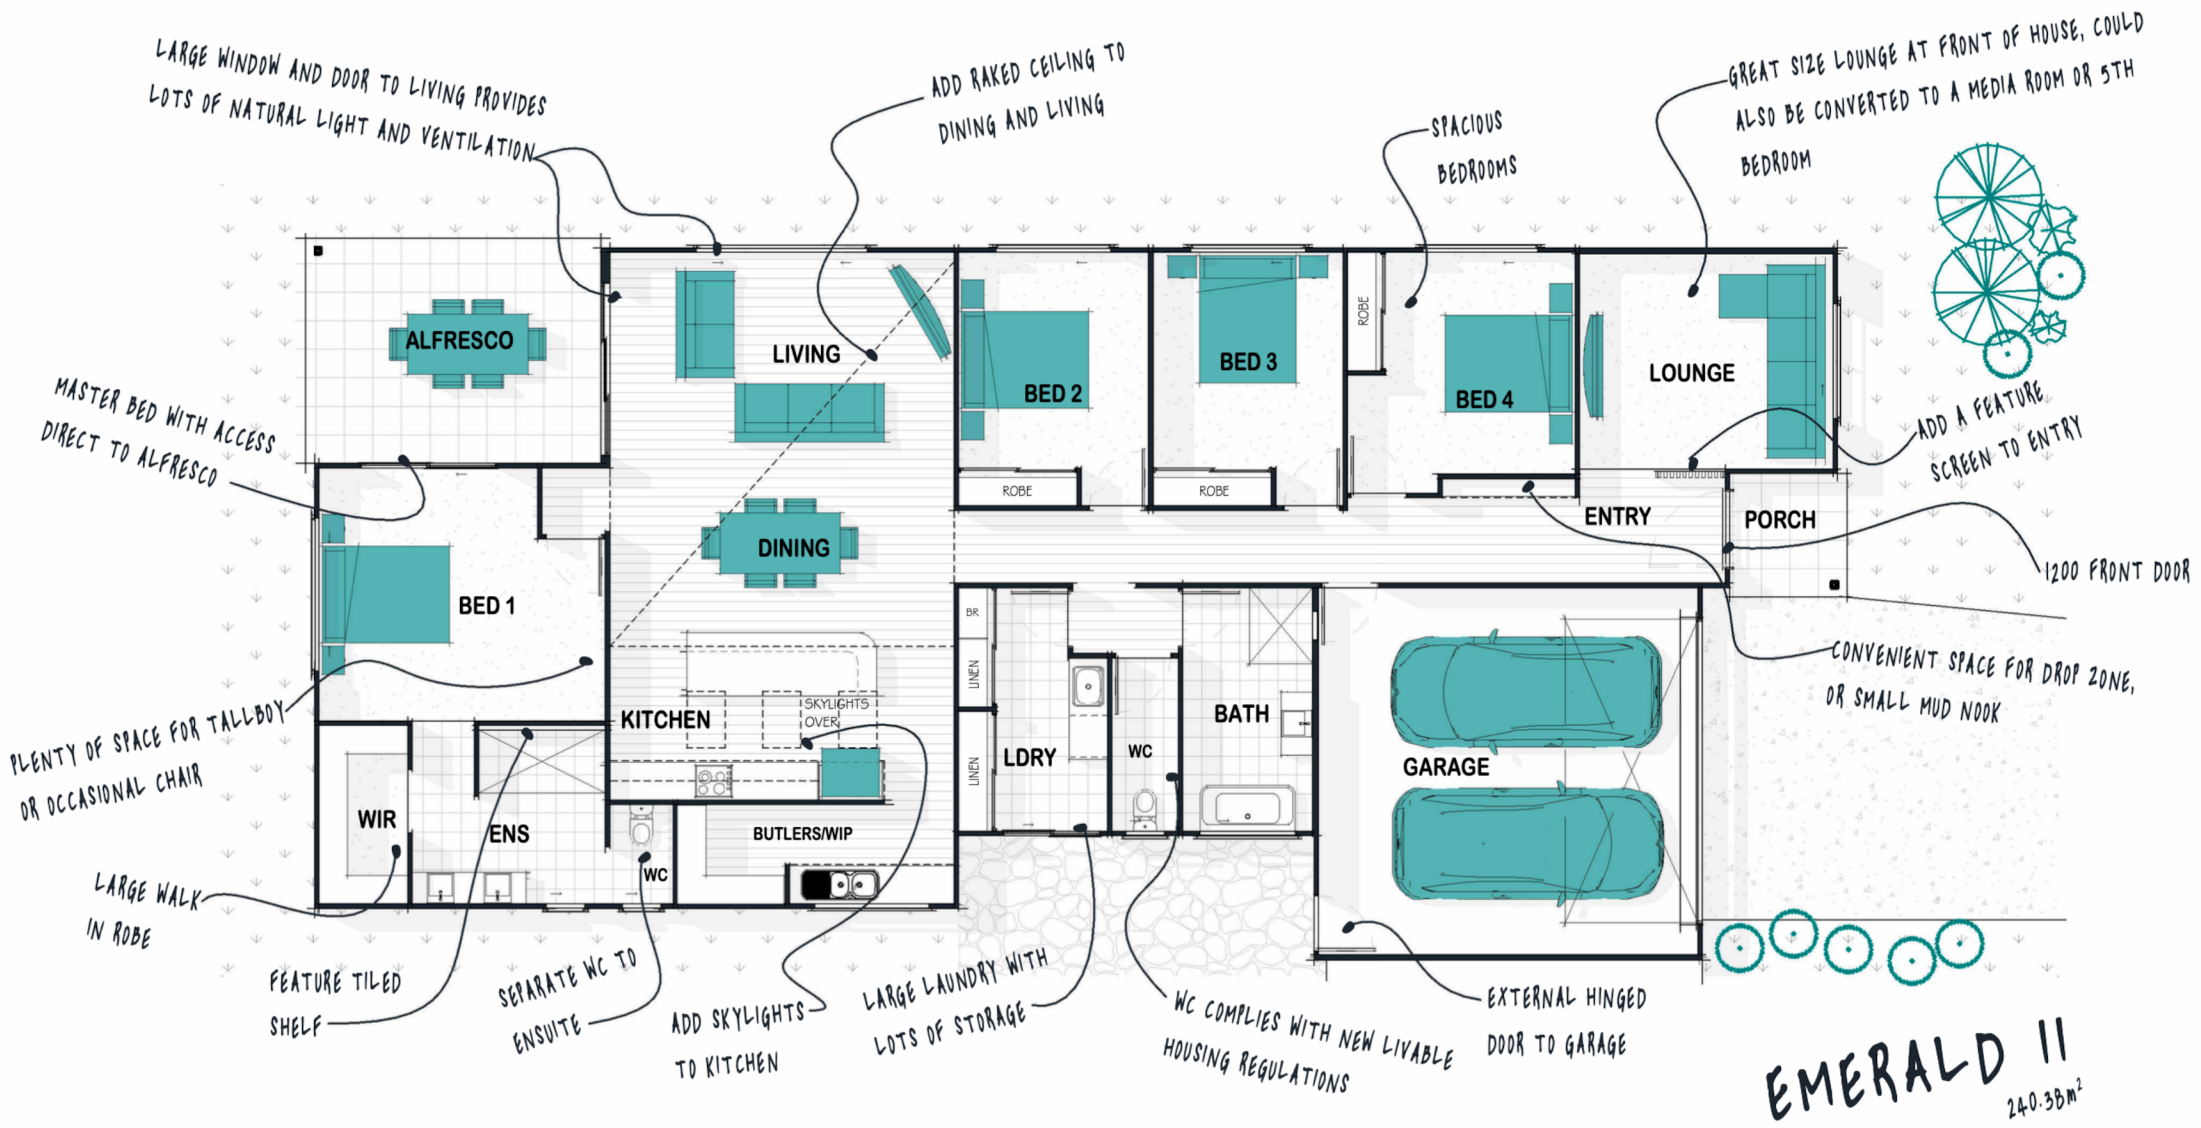 LARGE WINDOW AND DOOR TO LIVING PROVIDES
LOTS OF NATURAL LIGHT AND VENTILATION
ADD RAKED CEILING TO
DINING AND LIVING
SPACIOUS
BEDROOMS
GREAT SIZE LOUNGE AT FRONT OF HOUSE, COULD
ALSO BE CONVERTED TO A MEDIA ROOM OR 5TH
BEDROOM
ALFRESCO
LIVING
BED 2
BED 3
ROBE
BED 4
LOUNGE
MASTER BED WITH ACCESS
DIRECT TO ALFRESCO
ADD A FEATURE
SCREEN TO ENTRY
ROBE
ROBE
DINING
ENTRY
PORCH
1200 FRONT DOOR
BED 1
BR
LINEN
LINEN
KITCHEN
SKYLIGHTS
OVER
LDRY
WC
BATH
GARAGE
CONVENIENT SPACE FOR DROP ZONE,
OR SMALL MUD NOOK
PLENTY OF SPACE FOR TALLBOY
OR OCCASIONAL CHAIR
WIR
ENS
WC
BUTLERS/WIP
LARGE WALK
IN ROBE
FEATURE TILED
SHELF
SEPARATE WC TO
ENSUITE
ADD SKYLIGHTS
TO KITCHEN
LARGE LAUNDRY WITH
LOTS OF STORAGE
WC COMPLIES WITH NEW LIVABLE
HOUSING REGULATIONS
EXTERNAL HINGED
DOOR TO GARAGE
EMERALD II
240.38m²